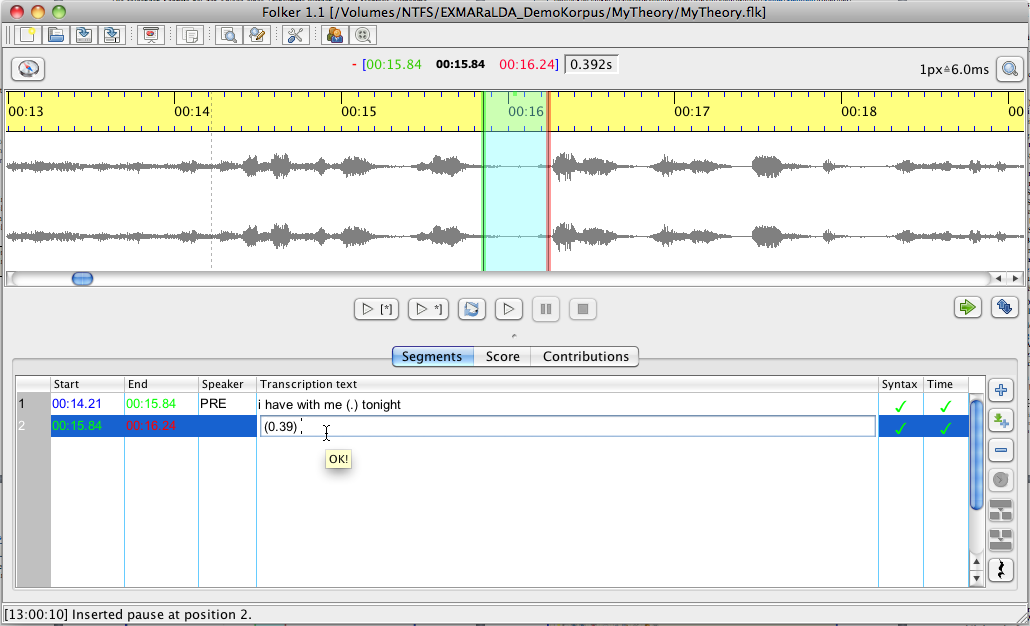 Folker 1.1 [/Volumes/NTFS/EXMARaLDA_DemoKorpus/MyTheory/MyTheory.flk]
- [00:15.84 00:15.84 00:16.24] 0.392s 1px≙6.0ms
00:13 00:14 00:15 00:16 00:17 00:18 00
[*] *]
Segments Score Contributions
Start End Speaker Transcription text Syntax Time
1 00:14.21 00:15.84 PRE i have with me (.) tonight ✓ ✓
2 00:15.84 00:16.24 (0.39) ✓ ✓
OK!
[13:00:10] Inserted pause at position 2.